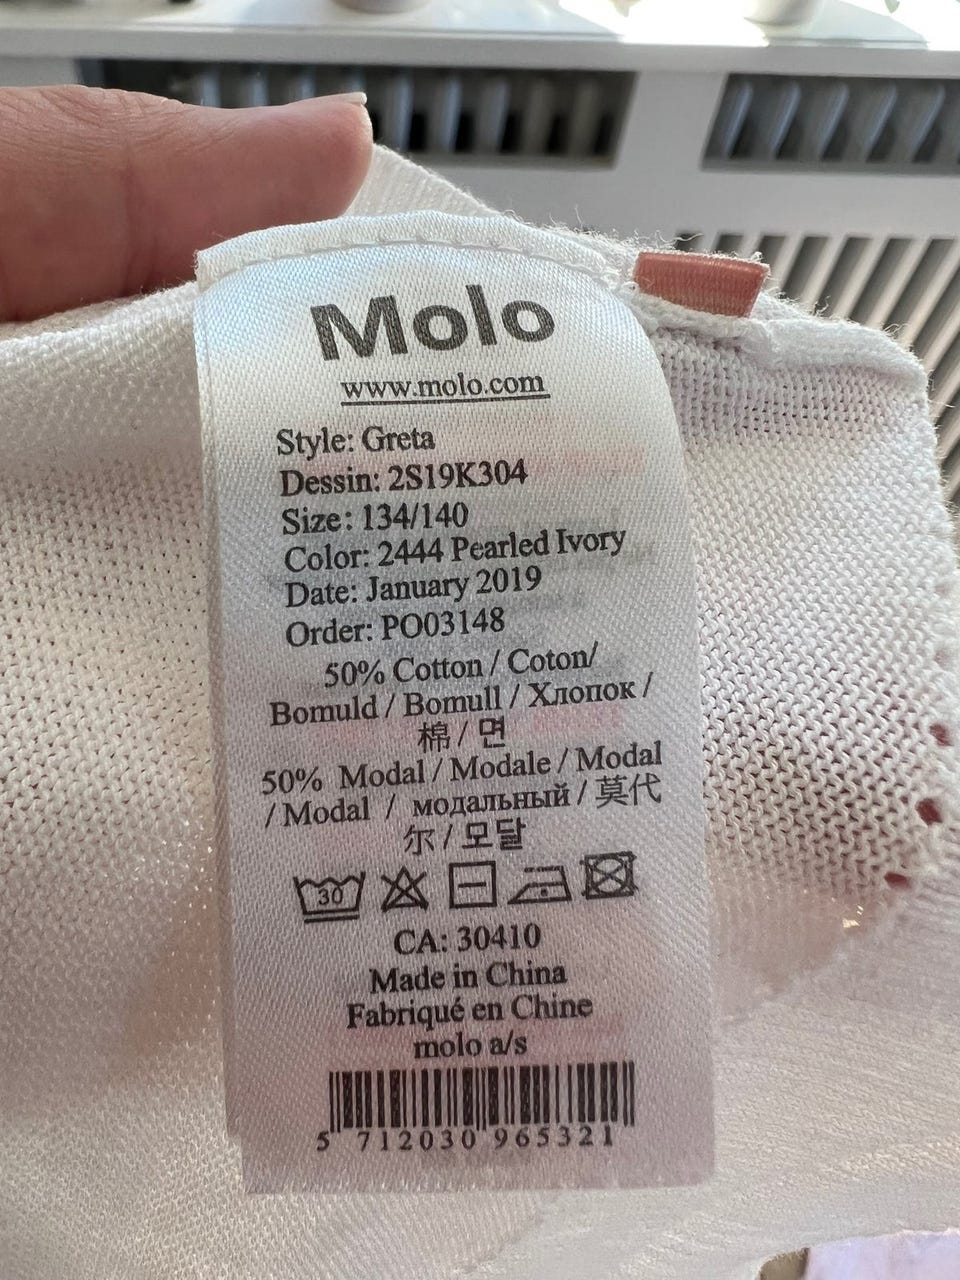 Molo
www.molo.com
Style: Greta
Dessin: 2S19K304
Size: 134/140
Color: 2444 Pearled Ivory
Date: January 2019
Order: PO03148
50% Cotton / Coton/
Bomuld / Bomull / Хлопок /
棉 / 면
50% Modal / Modale / Modal
/ Modal / модальный / 莫代
尔 / 모달
30
CA: 30410
Made in China
Fabriqué en Chine
molo a/s
5 712030 965321